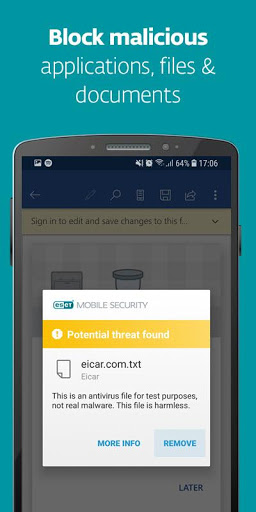 Block malicious
applications, files &
documents
64% 17:06
Sign in to edit and save changes to this f...
eset MOBILE SECURITY
! Potential threat found
eicar.com.txt
Eicar
This is an antivirus file for test purposes,
not real malware. This file is harmless.
MORE INFO REMOVE
LATER